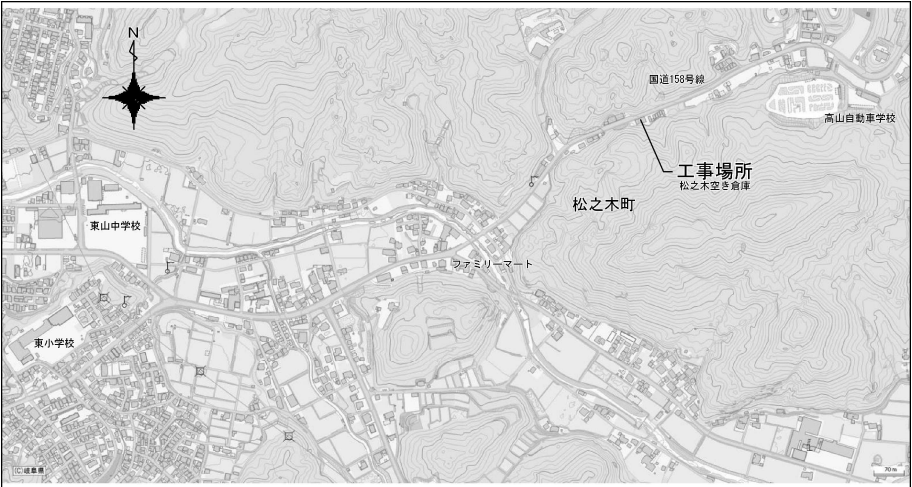 N
国道158号線
高山自動車学校
工事場所
松之木空き倉庫
松之木町
東山中学校
ファミリーマート
東小学校
(C)岐阜県
70m